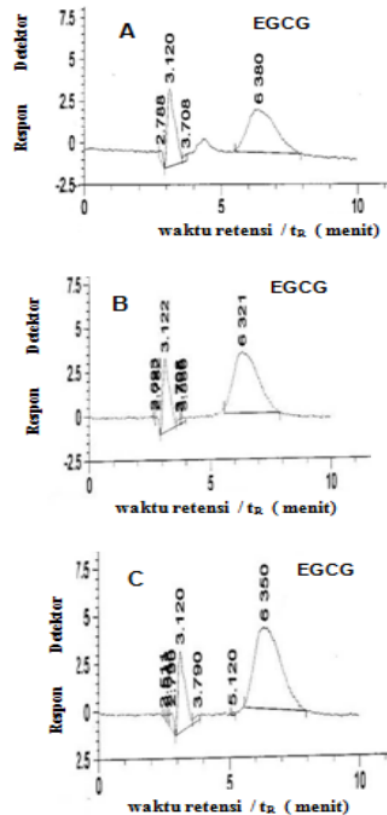 A
EGCG
Respon Detektor
7.5
5
2.5
0
-2.5
2.788
3.120
3.708
6 380
0 5 10
waktu retensi / tR ( menit)
B
EGCG
Respon Detektor
7.5
5
2.5
0
-2.5
3.122
6 321
0 5 10
waktu retensi / tR ( menit)
C
EGCG
Respon Detektor
7.5
5
2.5
0
2.5
3.120
3.790
5.120
6 350
0 5 10
waktu retensi / tR ( menit)